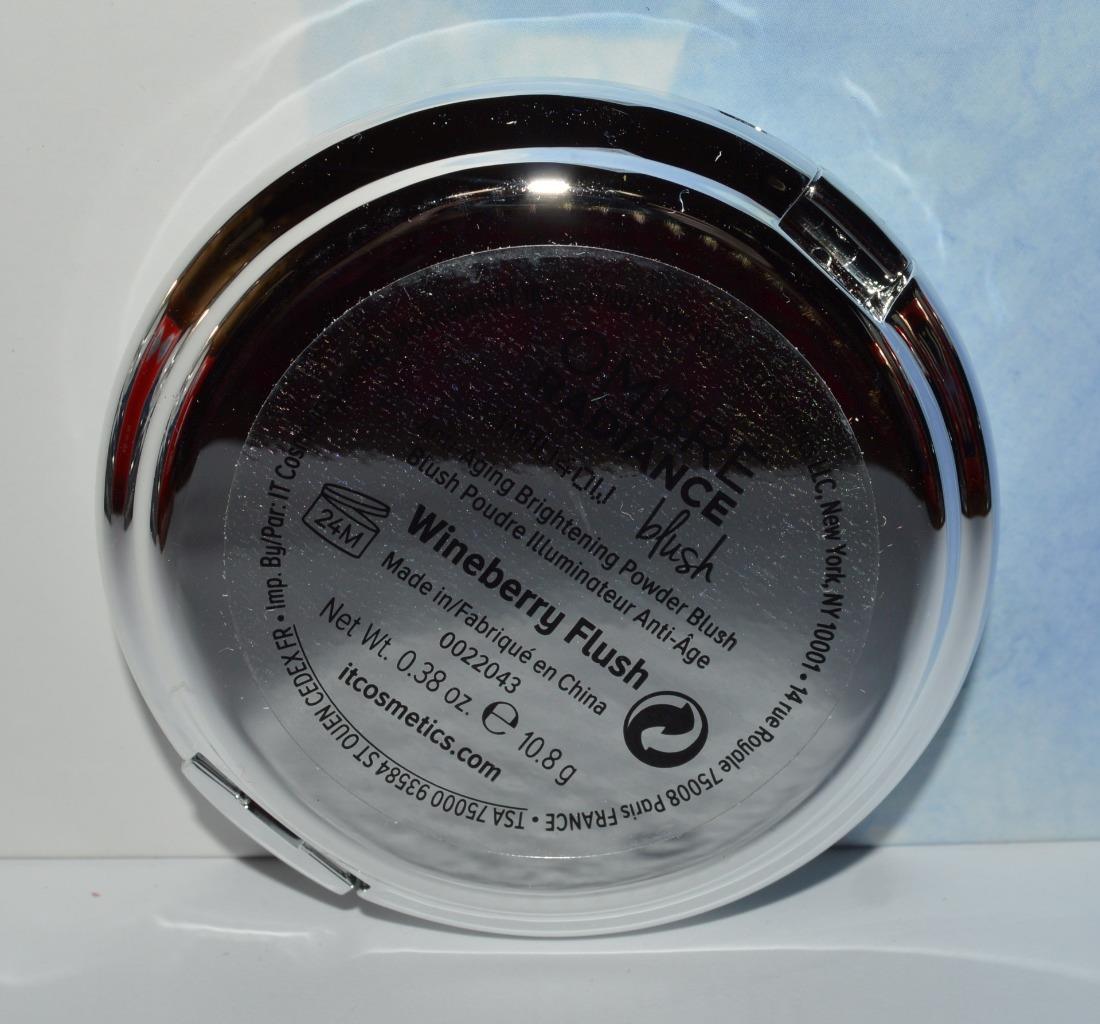 OMBRÉ
RADIANCE
blush
Aging Brightening Powder Blush
Blush Poudre Illuminateur Anti-Âge
Wineberry Flush
24M
Made in/Fabriqué en China
0022043
Net Wt. 0.38 oz. ℮ 10.8 g
itcosmetics.com
LLC, New York, NY 10001 • 14 rue Royale 75008 Paris FRANCE • TSA 75000 93584 ST OUEN CEDEX FR • Imp. By/Par: IT